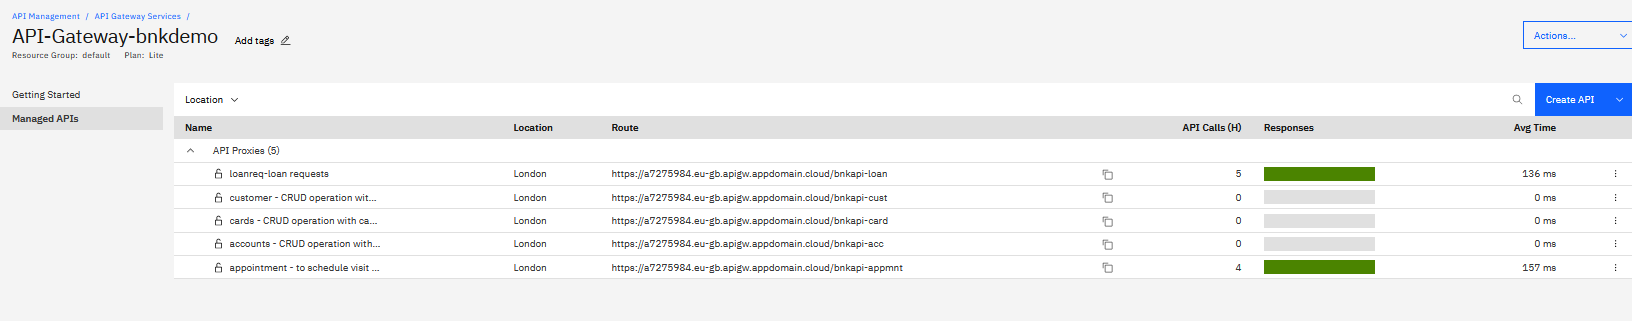 API Management / API Gateway Services /
API-Gateway-bnkdemo Add tags
Actions...
Resource Group: default Plan: Lite
Getting Started
Managed APIs
Location
Create API
Name Location Route API Calls (H) Responses Avg Time
API Proxies (5)
loanreq-loan requests London https://a7275984.eu-gb.apigw.appdomain.cloud/bnkapi-loan 5 136 ms
customer - CRUD operation wit... London https://a7275984.eu-gb.apigw.appdomain.cloud/bnkapi-cust 0 0 ms
cards - CRUD operation with ca... London https://a7275984.eu-gb.apigw.appdomain.cloud/bnkapi-card 0 0 ms
accounts - CRUD operation with... London https://a7275984.eu-gb.apigw.appdomain.cloud/bnkapi-acc 0 0 ms
appointment - to schedule visit ... London https://a7275984.eu-gb.apigw.appdomain.cloud/bnkapi-appmnt 4 157 ms